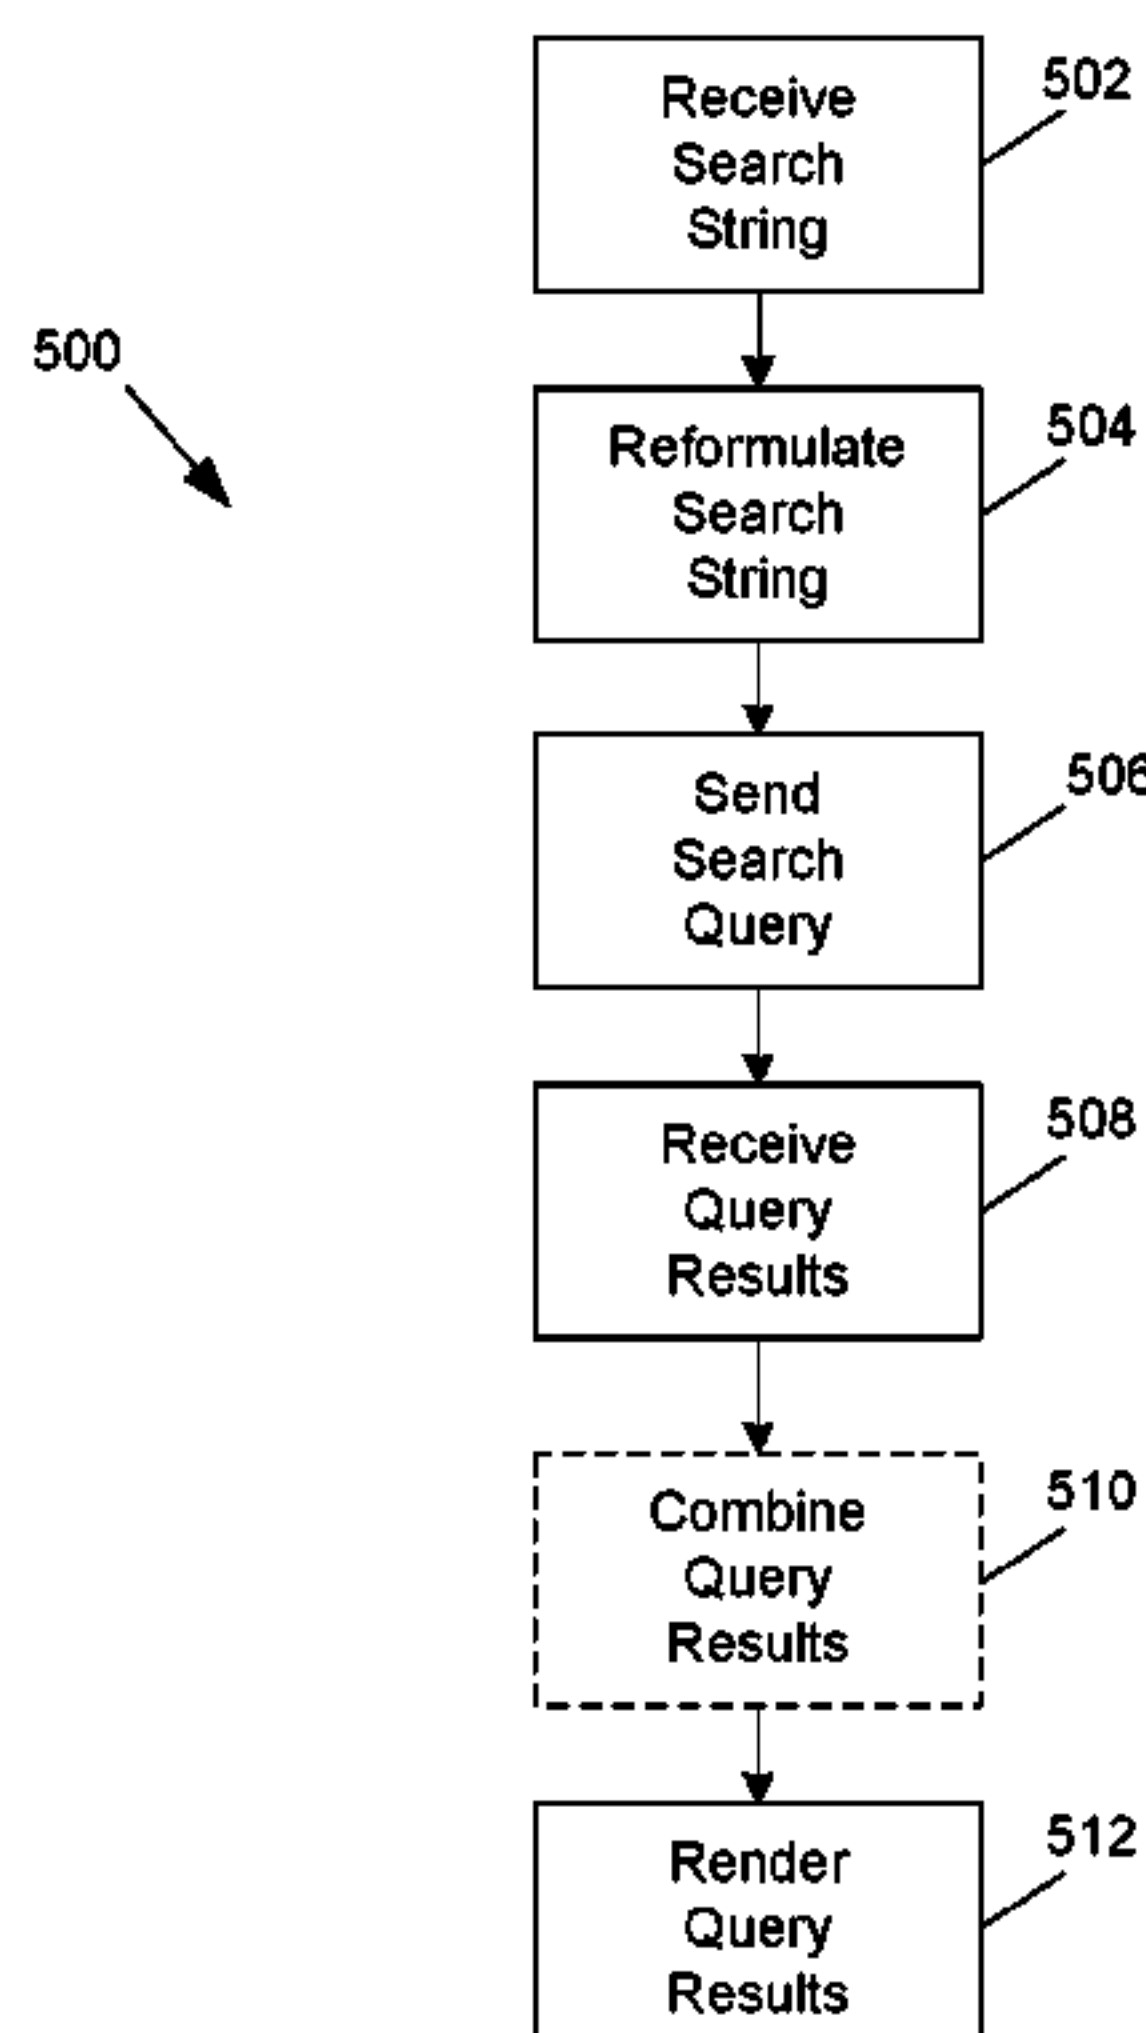 Receive
Search
String
502
500
Reformulate
Search
String
504
Send
Search
Query
506
Receive
Query
Results
508
Combine
Query
Results
510
Render
Query
Results
512